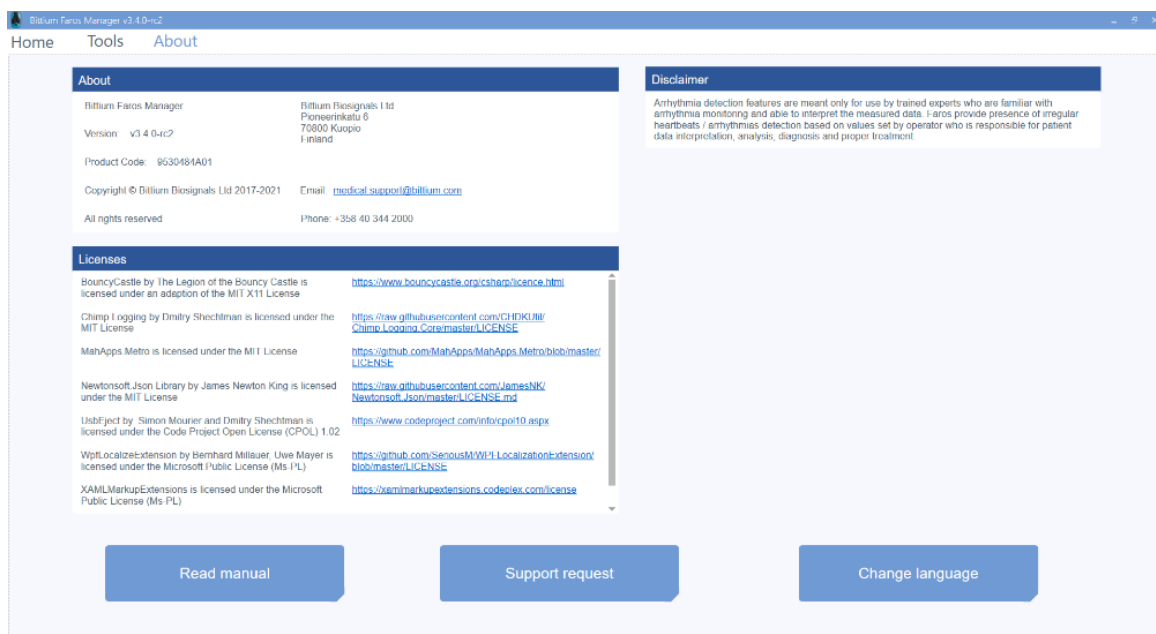 Bittium Faros Manager v3.4.0-rc2
Home Tools About
About
Bittium Faros Manager
Version: v3.4.0-rc2
Product Code: 9530484A01
Copyright © Bittium Biosignals Ltd 2017-2021
All rights reserved
Bittium Biosignals Ltd
Pioneerinkatu 6
70800 Kuopio
Finland
Email: medical.support@bittium.com
Phone: +358 40 344 2000
Licenses
BouncyCastle by The Legion of the Bouncy Castle is
licensed under an adaption of the MIT X11 License
https://www.bouncycastle.org/csharp/licence.html
Chimp.Logging by Dmitry Shechtman is licensed under the
MIT License
https://raw.githubusercontent.com/CHDKUtil/
Chimp.Logging.Core/master/LICENSE
MahApps.Metro is licensed under the MIT License
https://github.com/MahApps/MahApps.Metro/blob/master/
LICENSE
Newtonsoft.Json Library by James Newton King is licensed
under the MIT License
https://raw.githubusercontent.com/JamesNK/
Newtonsoft.Json/master/LICENSE.md
UsbEject by Simon Mourier and Dmitry Shechtman is
licensed under the Code Project Open License (CPOL) 1.02
https://www.codeproject.com/info/cpol10.aspx
WpfLocalizeExtension by Bernhard Millauer, Uwe Mayer is
licensed under the Microsoft Public License (Ms-PL)
https://github.com/SeriousM/WPFLocalizationExtension/
blob/master/LICENSE
XAMLMarkupExtensions is licensed under the Microsoft
Public License (Ms-PL)
https://xamlmarkupextensions.codeplex.com/license
Disclaimer
Arrhythmia detection features are meant only for use by trained experts who are familiar with
arrhythmia monitoring and able to interpret the measured data. Faros provide presence of irregular
heartbeats / arrhythmias detection based on values set by operator who is responsible for patient
data interpretation, analysis, diagnosis and proper treatment.
Read manual
Support request
Change language